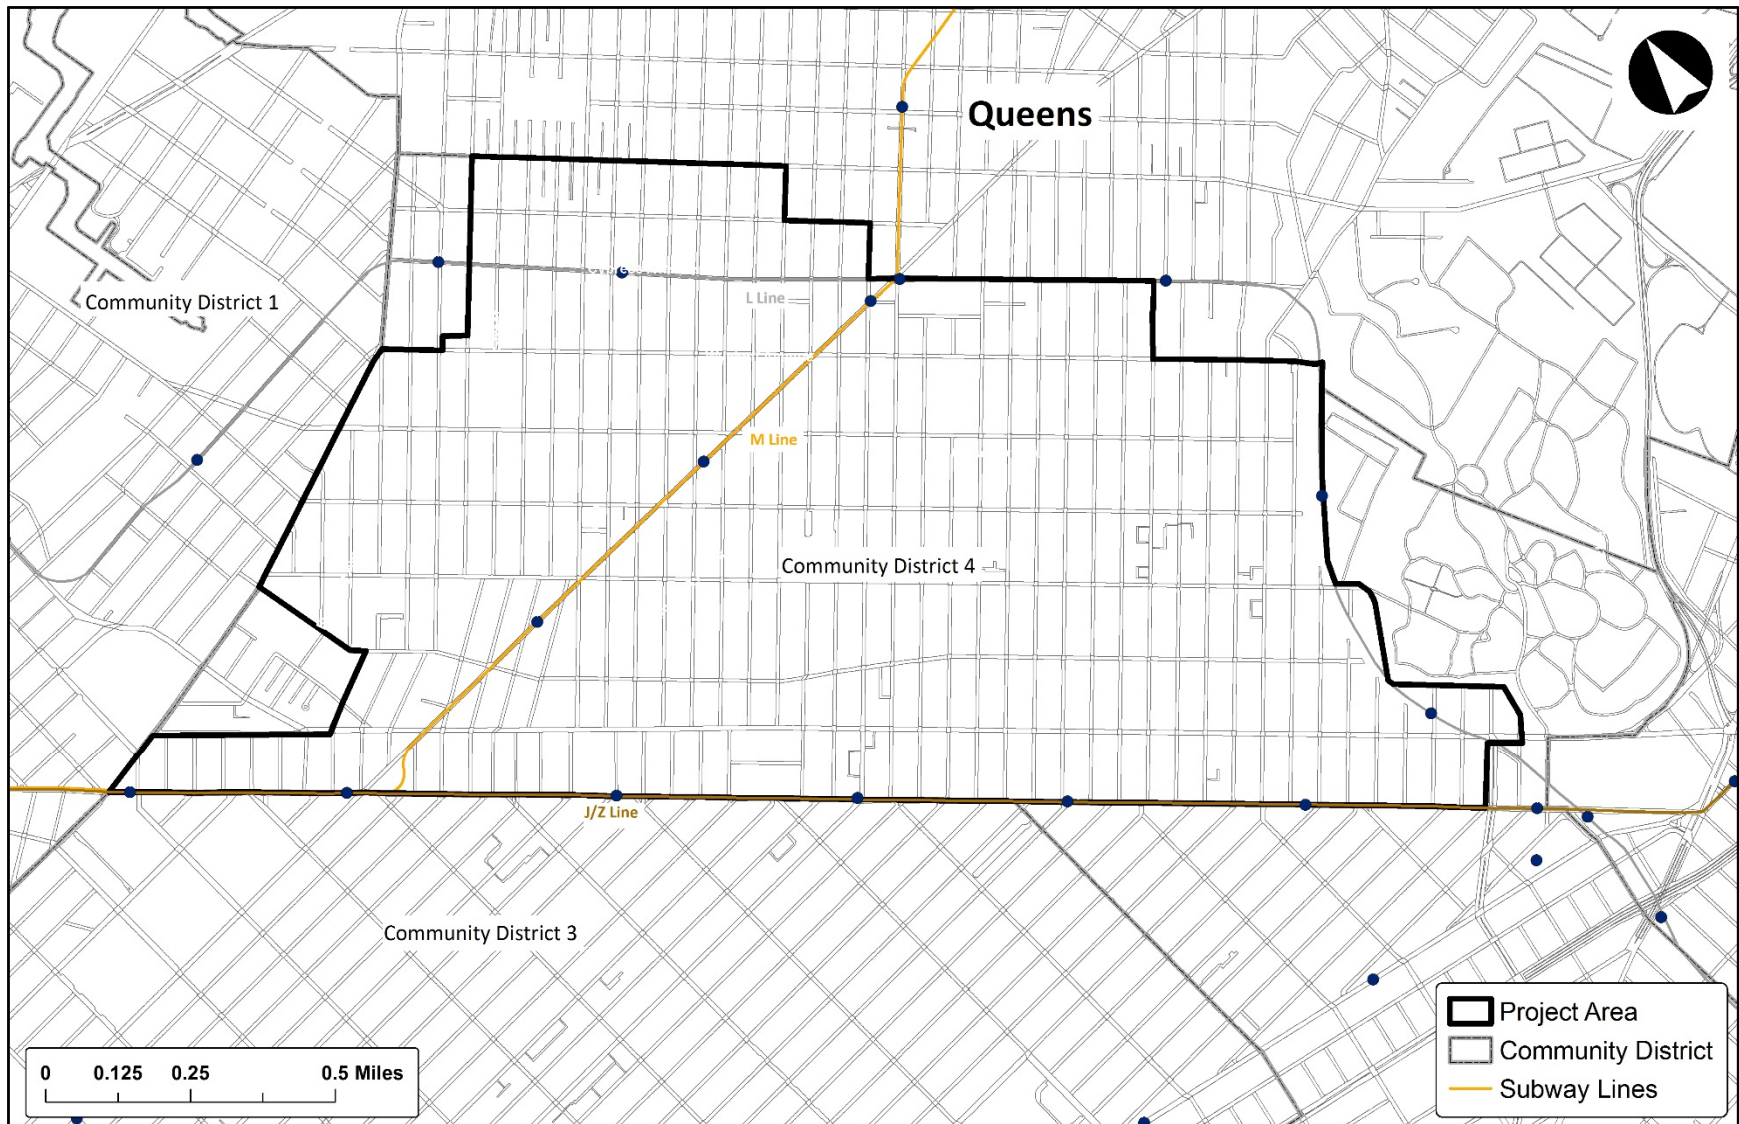 Queens
Community District 1
L Line
M Line
Community District 4
J/Z Line
Community District 3
Project Area
Community District
Subway Lines
0 0.125 0.25 0.5 Miles